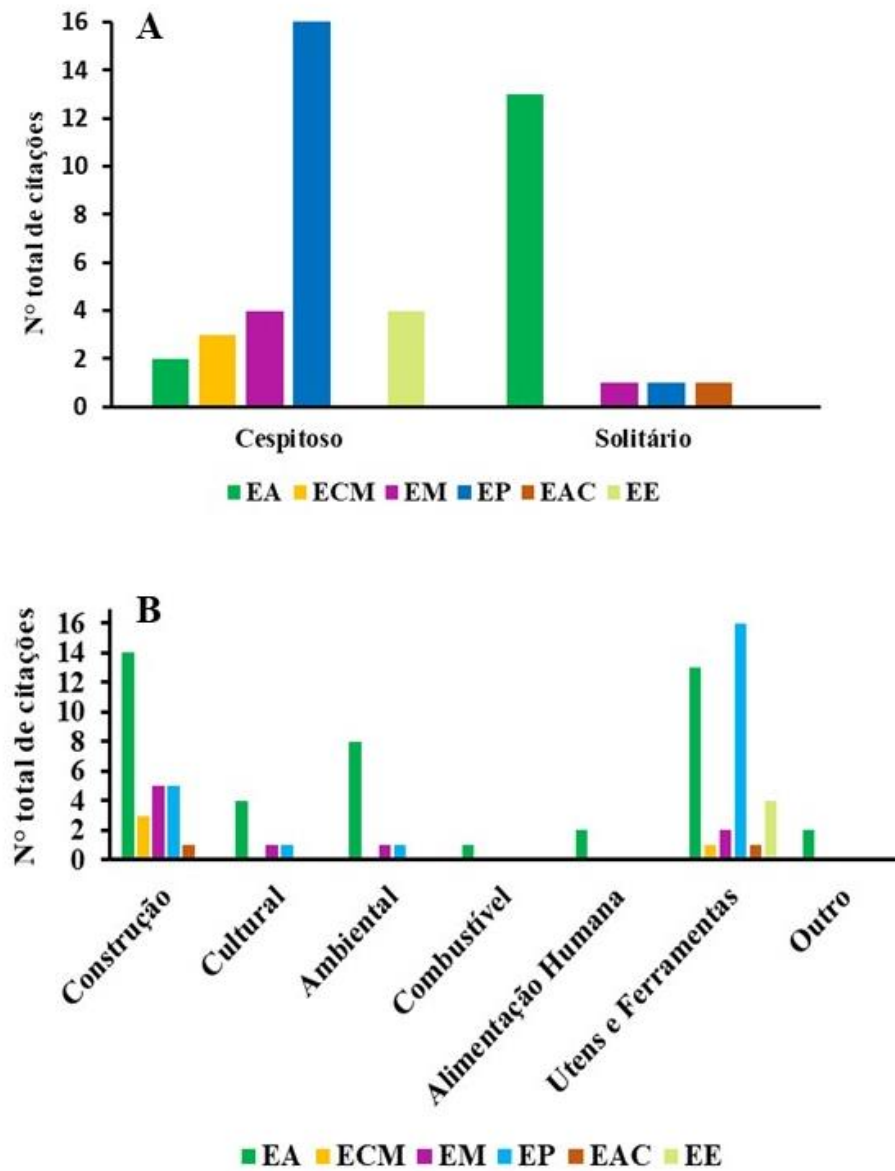 A
N° total de citações
16
14
12
10
8
6
4
2
0
Cespitoso Solitário
EA ECM EM EP EAC EE
B
N° total de citações
16
14
12
10
8
6
4
2
0
Construção
Cultural
Ambiental
Combustível
Alimentação Humana
Utens e Ferramentas
Outro
EA ECM EM EP EAC EE